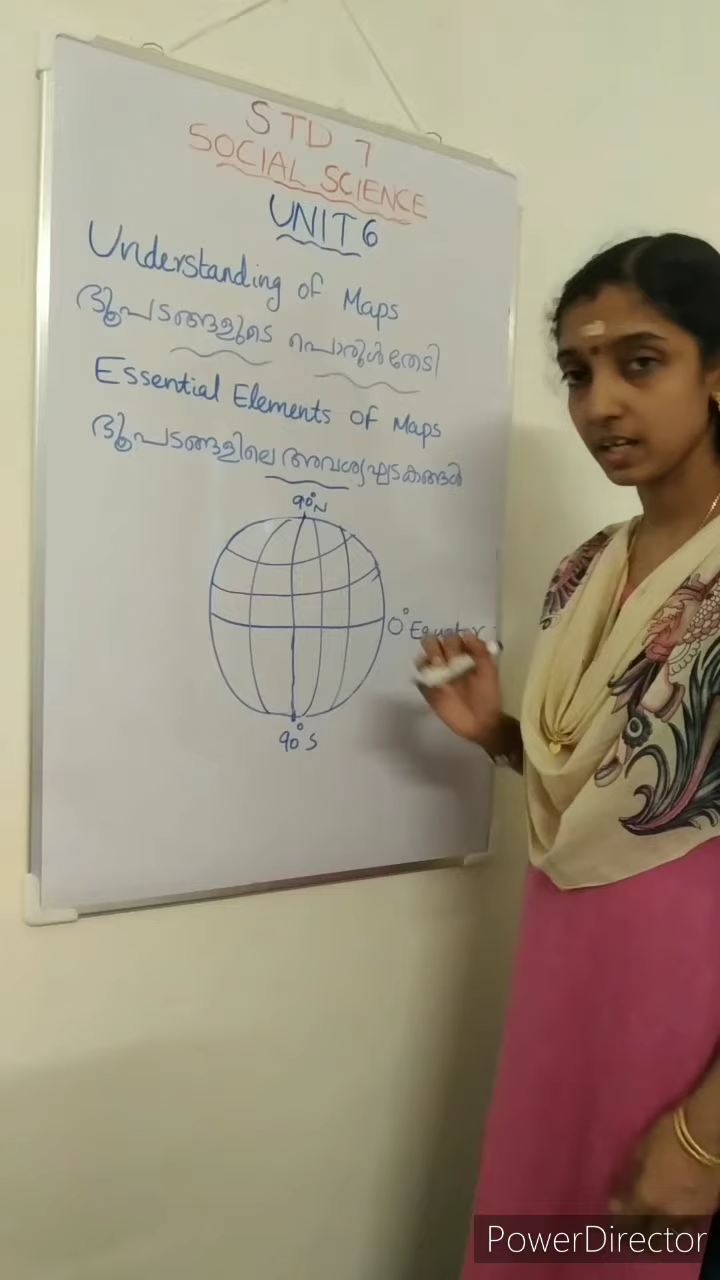 STD 7
SOCIAL SCIENCE
UNIT 6
Understanding of Maps
ഭൂപടങ്ങളുടെ പൊരുൾതേടി
Essential Elements of Maps
ഭൂപടങ്ങളിലെ അവശ്യഘടകങ്ങൾ
90°N
0° Equator
90°S
PowerDirector